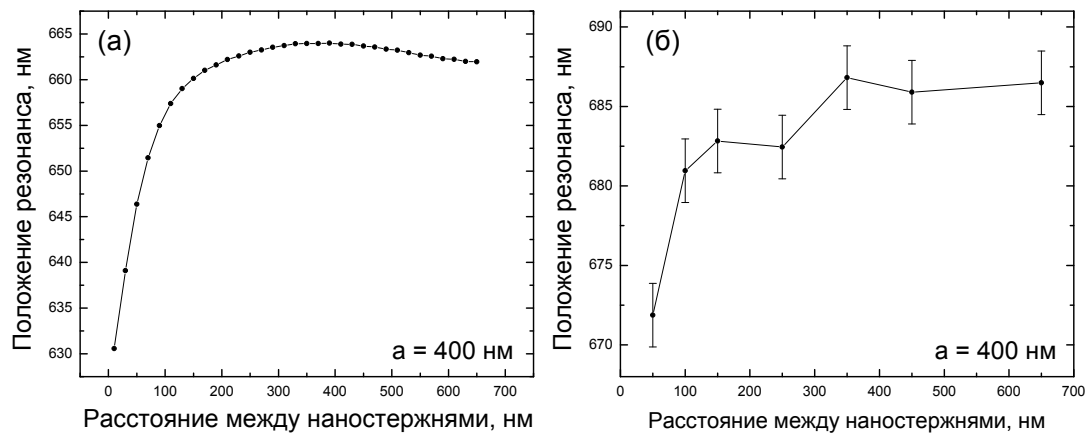 (а)
Положение резонанса, нм
665
660
655
650
645
640
635
630
0 100 200 300 400 500 600 700
a = 400 нм
Расстояние между наностержнями, нм
(б)
Положение резонанса, нм
690
685
680
675
670
0 100 200 300 400 500 600 700
a = 400 нм
Расстояние между наностержнями, нм